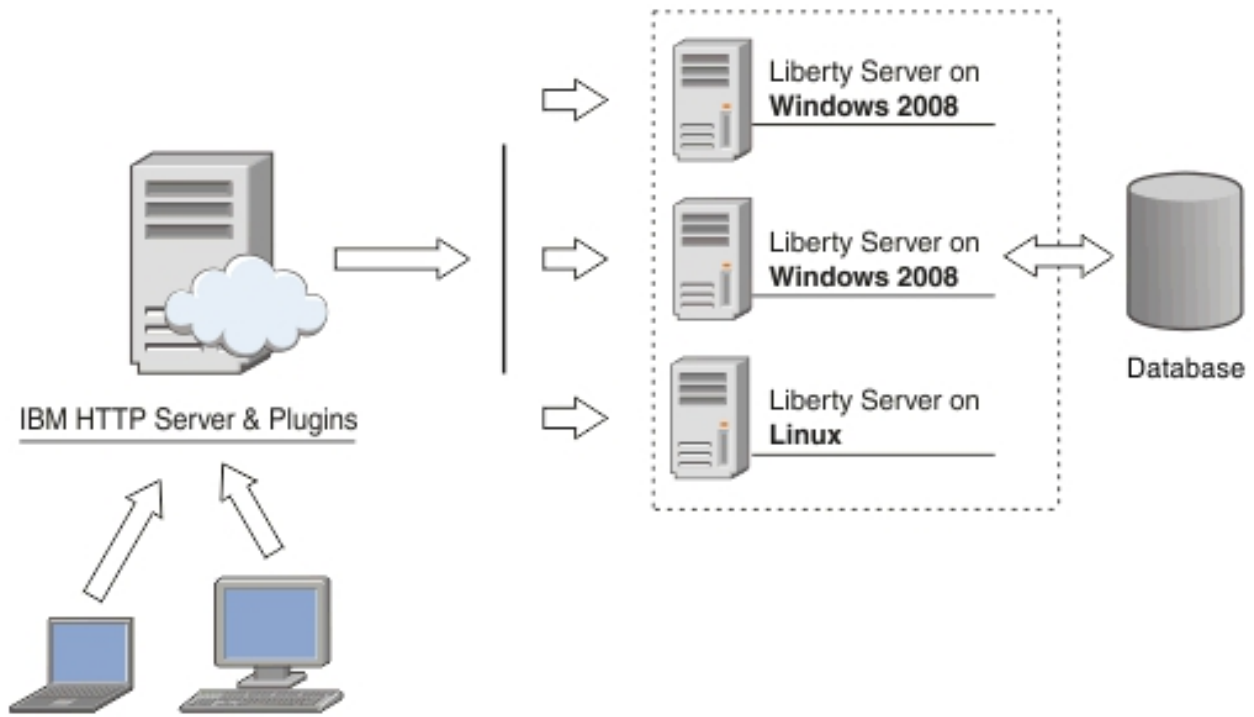 Liberty Server on
Windows 2008
Liberty Server on
Windows 2008
Database
Liberty Server on
Linux
IBM HTTP Server & Plugins